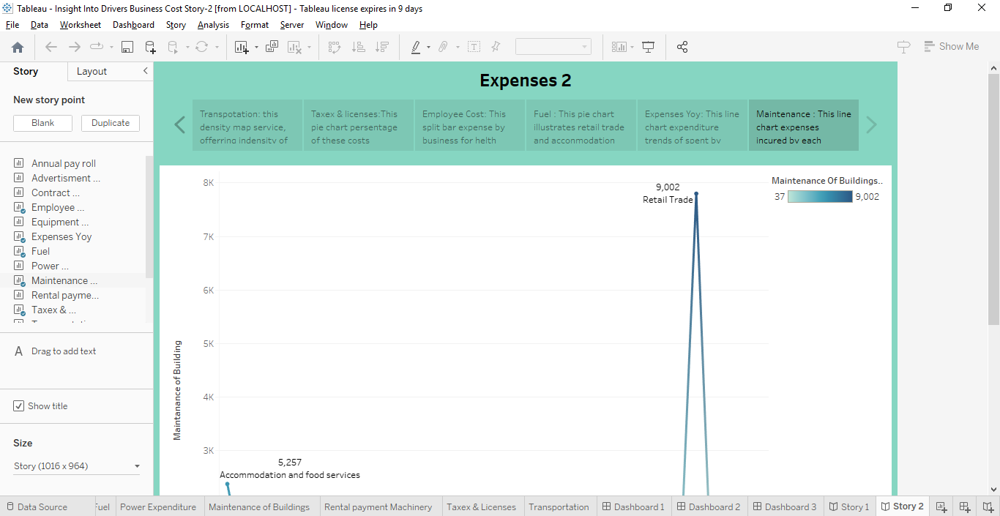 Tableau - Insight Into Drivers Business Cost Story-2 [from LOCALHOST] - Tableau license expires in 9 days
File Data Worksheet Dashboard Story Analysis Format Server Window Help
Show Me
Story Layout
New story point
Blank Duplicate
Annual pay roll
Advertisment ...
Contract ...
Employee ...
Equipment ...
Expenses Yoy
Fuel
Power ...
Maintenance ...
Rental payme...
Taxex & ...
A Drag to add text
Show title
Size
Story (1016 x 964)
Expenses 2
Transpotation: this
density map service,
offerring indensity of
Taxex & licenses:This
pie chart persentage
of these costs
Employee Cost: This
split bar expense by
business for helth
Fuel : This pie chart
illustrates retail trade
and acconmodation
Expenses Yoy: This line
chart expenditure
trends of spent by
Maintenance : This line
chart expenses
incured by each
8K
7K
6K
5K
4K
3K
Maintanance of Building
9,002
Retail Trade
5,257
Accommodation and food services
Maintenance Of Buildings..
37 9,002
Data Source Fuel Power Expenditure Maintenance of Buildings Rental payment Machinery Taxex & Licenses Transportation Dashboard 1 Dashboard 2 Dashboard 3 Story 1 Story 2